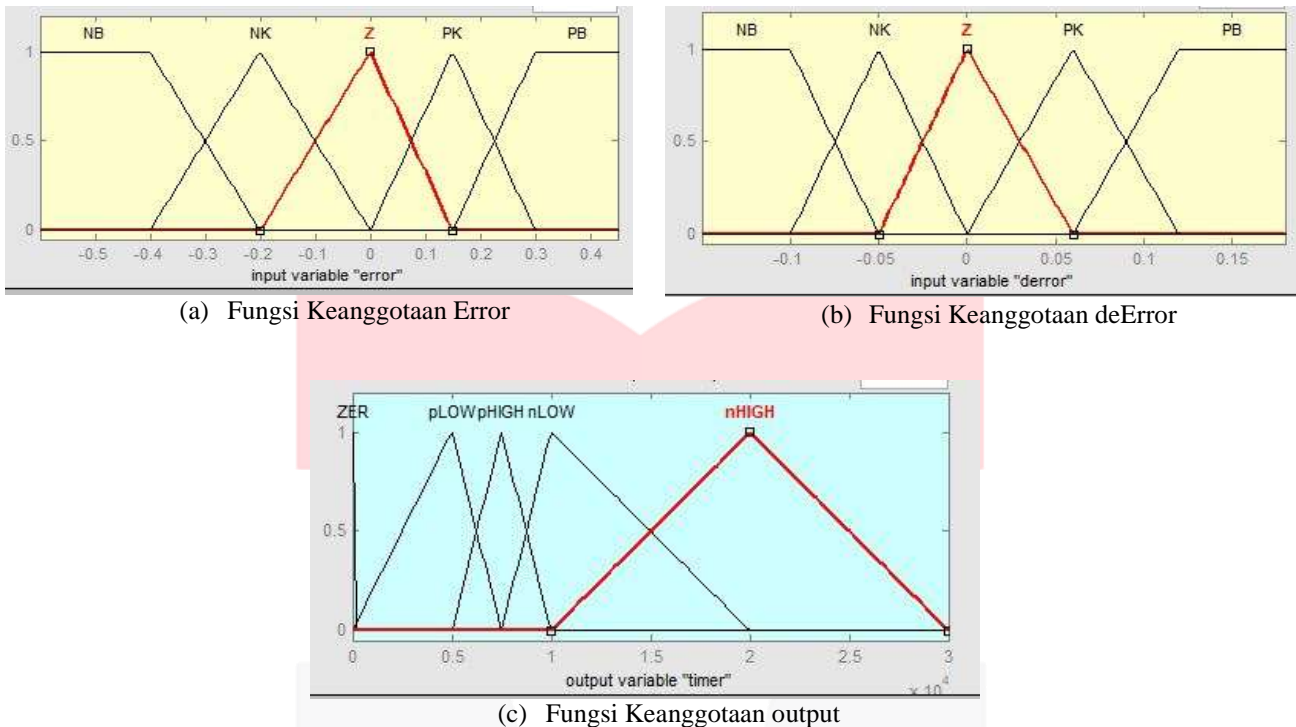 NB NK Z PK PB
1
0.5
0
-0.5 -0.4 -0.3 -0.2 -0.1 0 0.1 0.2 0.3 0.4
input variable "error"
(a) Fungsi Keanggotaan Error
NB NK Z PK PB
1
0.5
0
-0.1 -0.05 0 0.05 0.1 0.15
input variable "derror"
(b) Fungsi Keanggotaan deError
ZER pLOW pHIGH nLOW nHIGH
1
0.5
0
0 0.5 1 1.5 2 2.5 3
output variable "timer"
x 10^4
(c) Fungsi Keanggotaan output